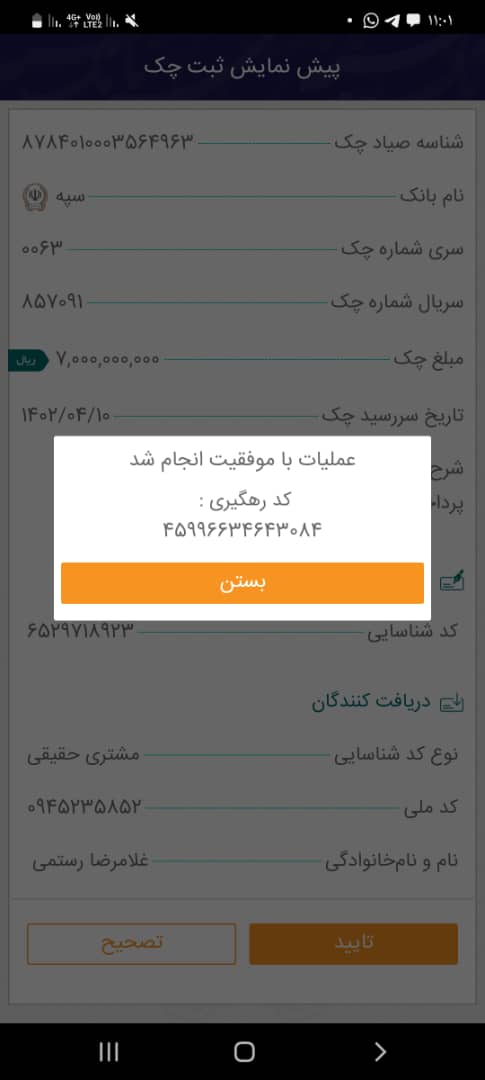 ۱۱:۰۱
4G+ Vo) LTE2
پیش نمایش ثبت چک
شناسه صیاد چک ۸۷۸۴۰۱۰۰۰۳۵۶۴۹۶۳
نام بانک سپه
سری شماره چک ۰۰۶۳
سریال شماره چک ۸۵۷۰۹۱
مبلغ چک ۷,۰۰۰,۰۰۰,۰۰۰ ریال
تاریخ سررسید چک ۱۴۰۲/۰۴/۱۰
شرح
عملیات با موفقیت انجام شد
کد رهگیری :
۴۵۹۹۶۶۳۴۶۴۳۰۸۴
بستن
کد شناسایی ۶۵۲۹۷۱۸۹۲۳
دریافت کنندگان
نوع کد شناسایی مشتری حقیقی
کد ملی ۰۹۴۵۲۳۵۸۵۲
نام و نام‌خانوادگی غلامرضا رستمی
تایید تصحیح